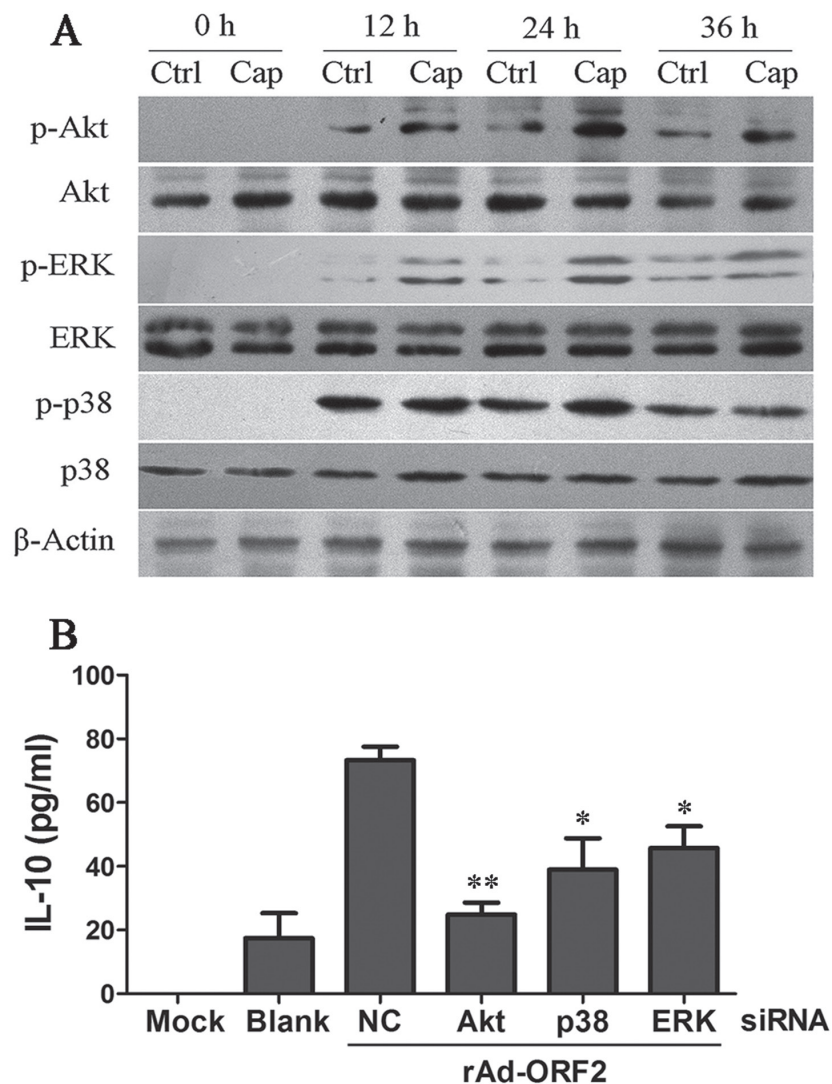 A
0 h 12 h 24 h 36 h
Ctrl Cap Ctrl Cap Ctrl Cap Ctrl Cap
p-Akt
Akt
p-ERK
ERK
p-p38
p38
β-Actin
B
100
80
60
40
20
0
IL-10 (pg/ml)
**
*
*
Mock Blank NC Akt p38 ERK siRNA
rAd-ORF2